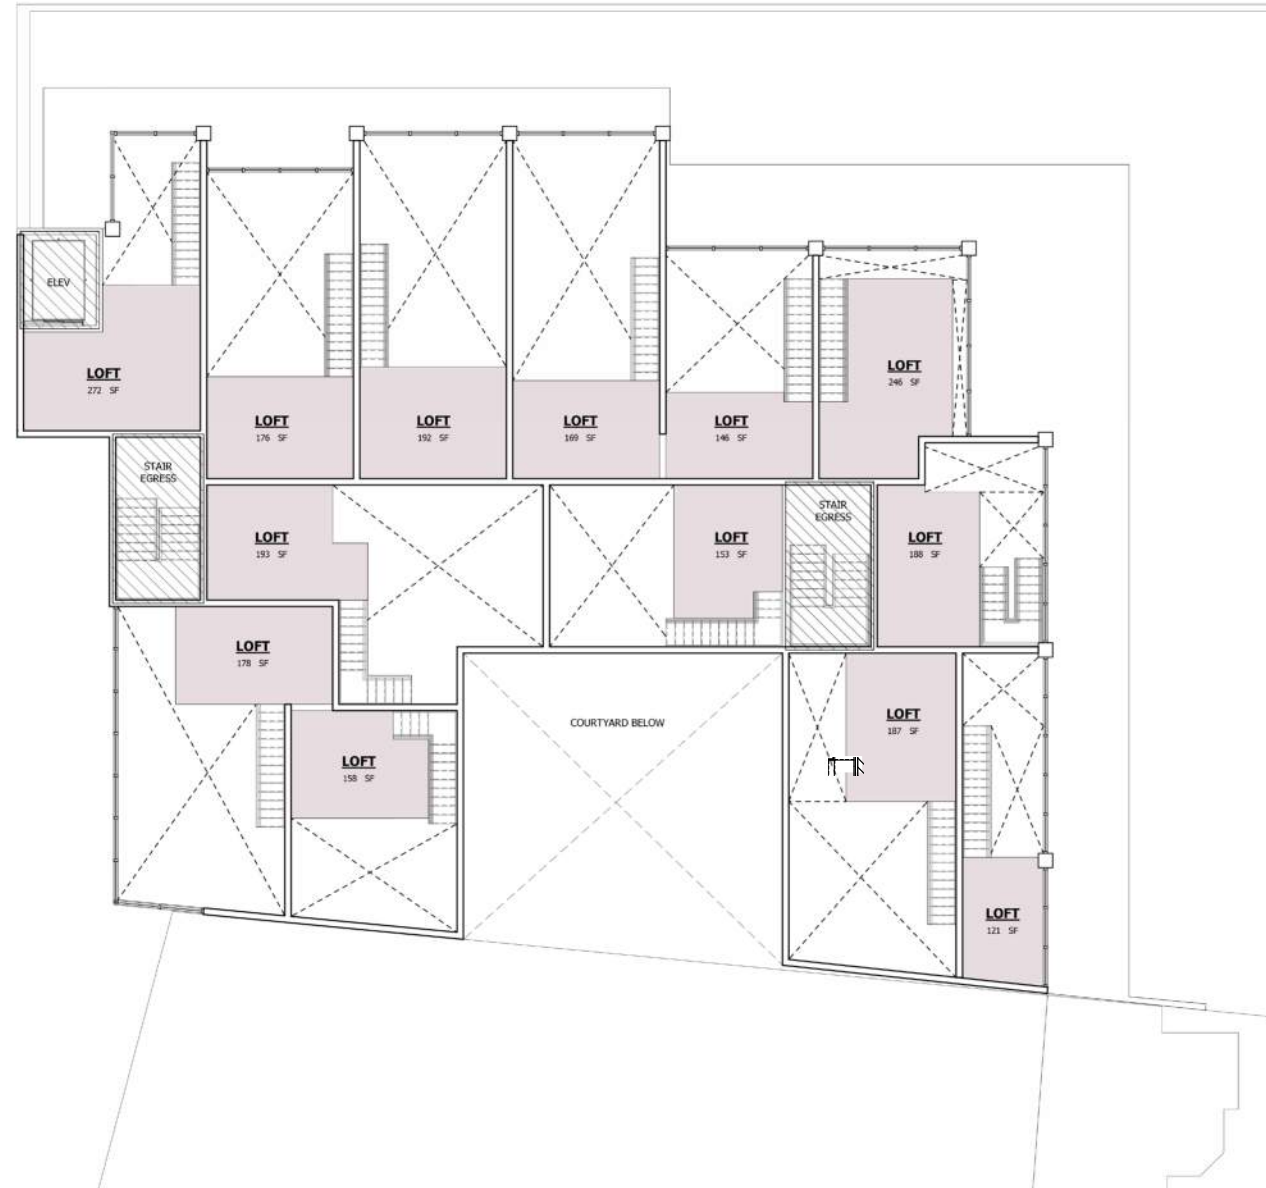 ELEV
LOFT
272 SF
LOFT
176 SF
LOFT
192 SF
LOFT
169 SF
LOFT
146 SF
LOFT
246 SF
STAIR
EGRESS
LOFT
193 SF
LOFT
153 SF
STAIR
EGRESS
LOFT
188 SF
LOFT
178 SF
LOFT
158 SF
COURTYARD BELOW
LOFT
187 SF
LOFT
121 SF